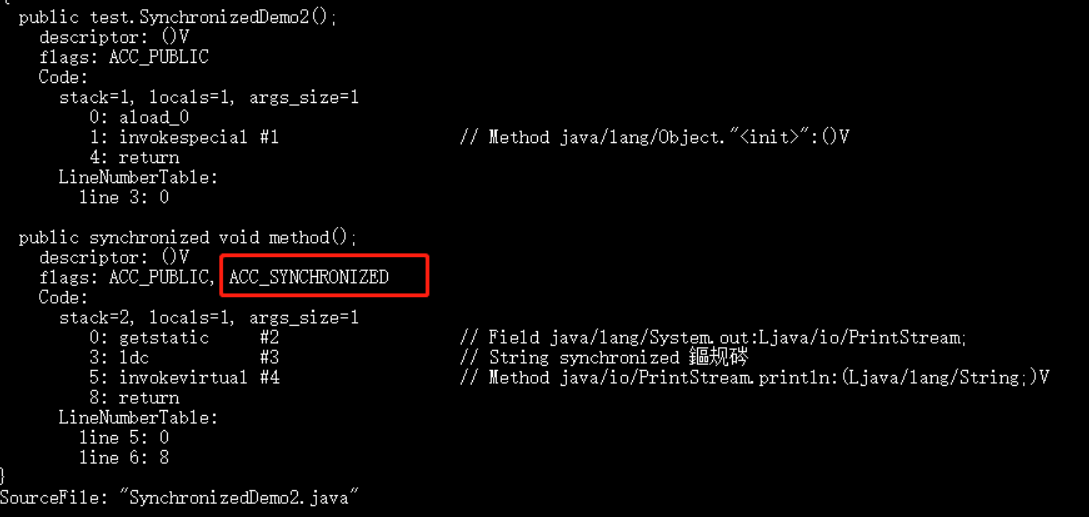 {
public test.SynchronizedDemo2();
descriptor: ()V
flags: ACC_PUBLIC
Code:
stack=1, locals=1, args_size=1
0: aload_0
1: invokespecial #1 // Method java/lang/Object."<init>":()V
4: return
LineNumberTable:
line 3: 0
public synchronized void method();
descriptor: ()V
flags: ACC_PUBLIC, ACC_SYNCHRONIZED
Code:
stack=2, locals=1, args_size=1
0: getstatic #2 // Field java/lang/System.out:Ljava/io/PrintStream;
3: ldc #3 // String synchronized 鏂规硶
5: invokevirtual #4 // Method java/io/PrintStream.println:(Ljava/lang/String;)V
8: return
LineNumberTable:
line 5: 0
line 6: 8
}
SourceFile: "SynchronizedDemo2.java"